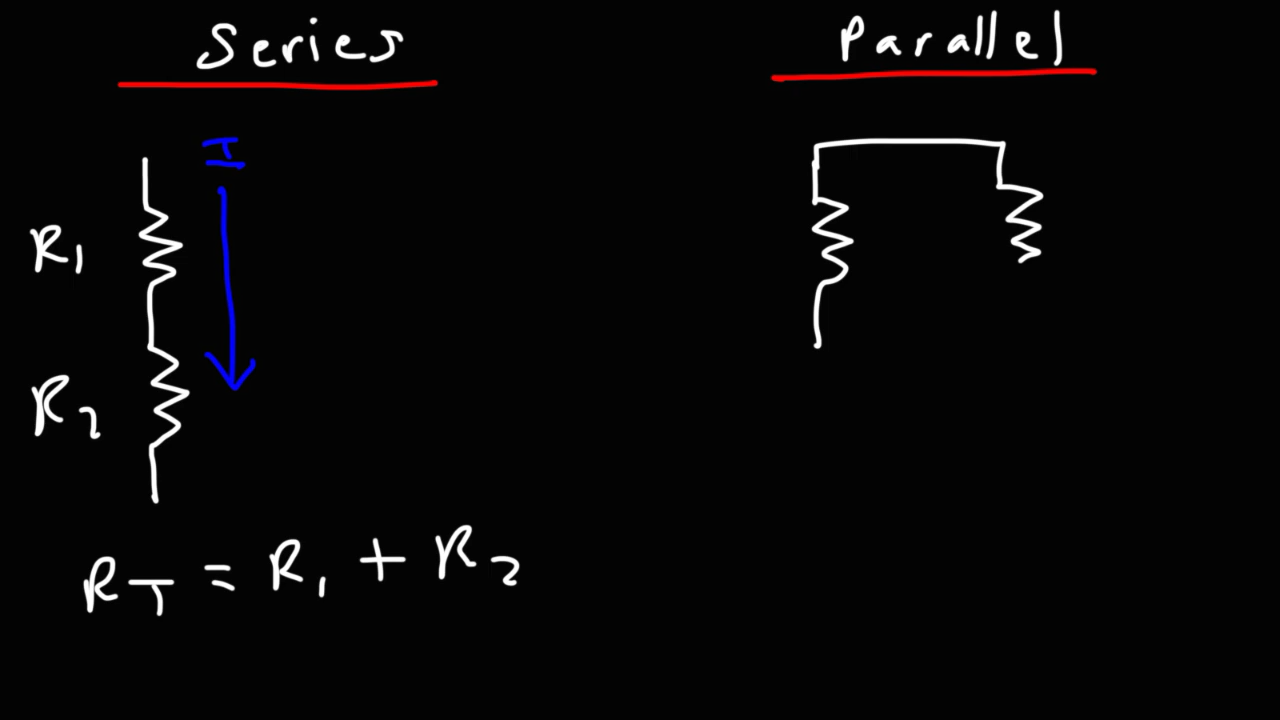 Series
Parallel
I
R1
R2
RT = R1 + R2